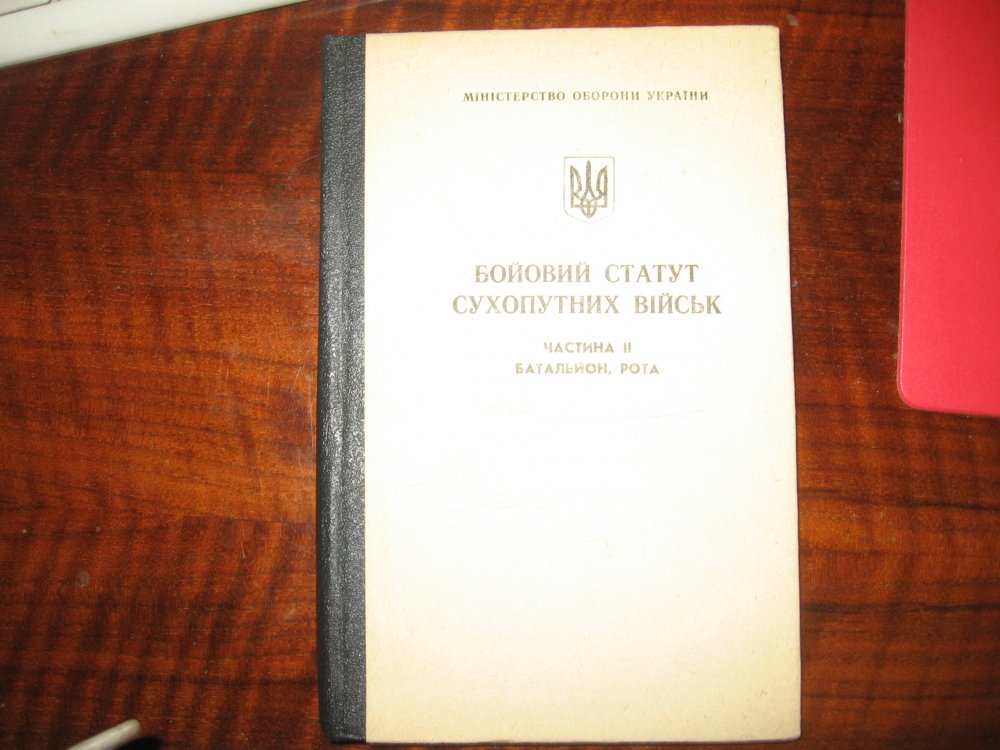 МІНІСТЕРСТВО ОБОРОНИ УКРАЇНИ
БОЙОВИЙ СТАТУТ
СУХОПУТНИХ ВІЙСЬК
ЧАСТИНА II
БАТАЛЬЙОН, РОТА